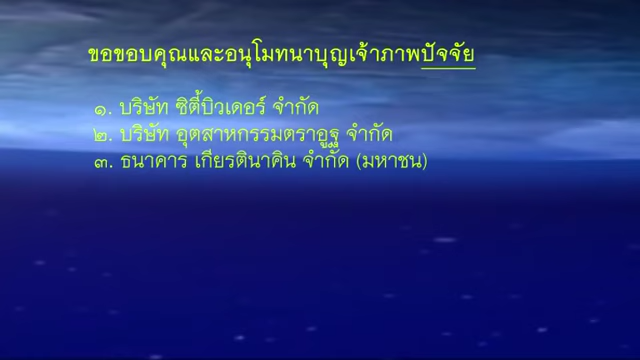 ขอขอบคุณและอนุโมทนาบุญเจ้าภาพปัจจัย
๑. บริษัท ซิตี้บิวเดอร์ จำกัด
๒. บริษัท อุตสาหกรรมตราอูฐ จำกัด
๓. ธนาคาร เกียรตินาคิน จำกัด (มหาชน)